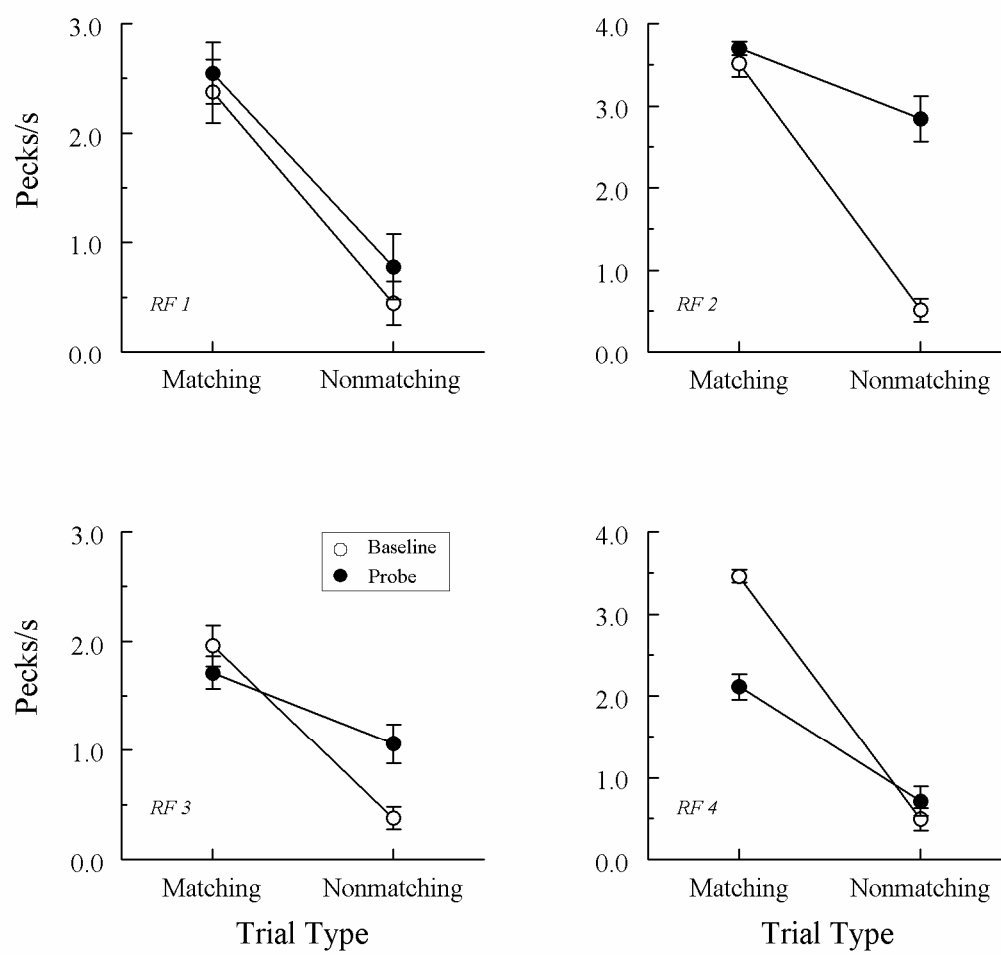 3.0
2.0
1.0
0.0
Pecks/s
RF 1
Matching Nonmatching
4.0
3.0
2.0
1.0
0.0
RF 2
Matching Nonmatching
3.0
2.0
1.0
0.0
Pecks/s
Baseline
Probe
RF 3
Matching Nonmatching
Trial Type
4.0
3.0
2.0
1.0
0.0
RF 4
Matching Nonmatching
Trial Type